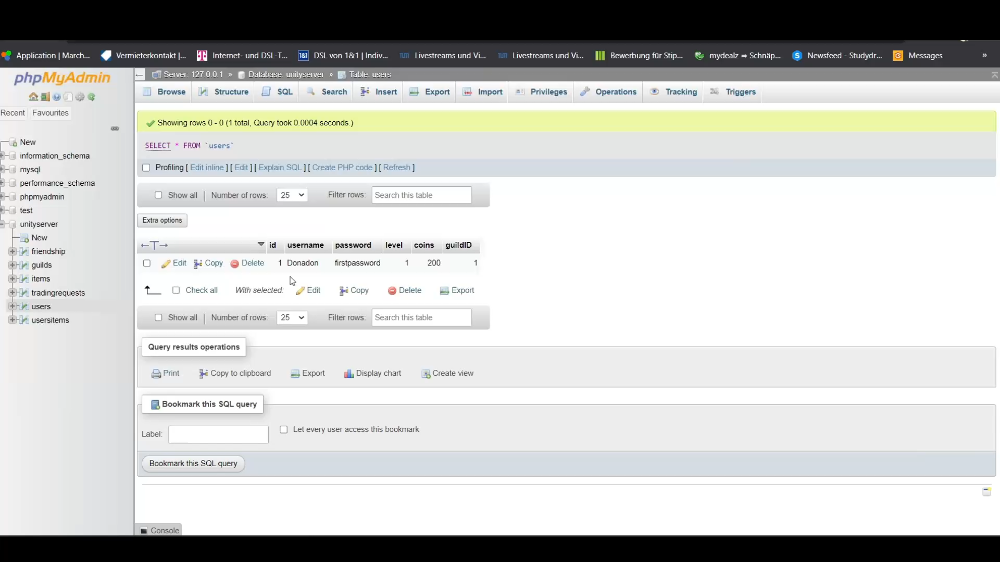 Application | March...
Vermieterkontakt |...
Internet- und DSL-T...
1&1 DSL von 1&1 | Indiv...
Livestreams und Vi...
Livestreams und Vi...
Bewerbung für Stip...
mydealz ⇒ Schnäp...
Newsfeed - Studydr...
Messages
»
phpMyAdmin
Recent Favourites
New
information_schema
mysql
performance_schema
phpmyadmin
test
unityserver
New
friendship
guilds
items
tradingrequests
users
usersitems
Server: 127.0.0.1 » Database: unityserver » Table: users
Browse Structure SQL Search Insert Export Import Privileges Operations Tracking Triggers
Showing rows 0 - 0 (1 total, Query took 0.0004 seconds.)
SELECT * FROM `users`
Profiling [ Edit inline ] [ Edit ] [ Explain SQL ] [ Create PHP code ] [ Refresh ]
Show all | Number of rows: 25 Filter rows: Search this table
Extra options
←T→ id username password level coins guildID
Edit Copy Delete 1 Donadon firstpassword 1 200 1
Check all With selected: Edit Copy Delete Export
Show all | Number of rows: 25 Filter rows: Search this table
Query results operations
Print Copy to clipboard Export Display chart Create view
Bookmark this SQL query
Label: Let every user access this bookmark
Bookmark this SQL query
Console